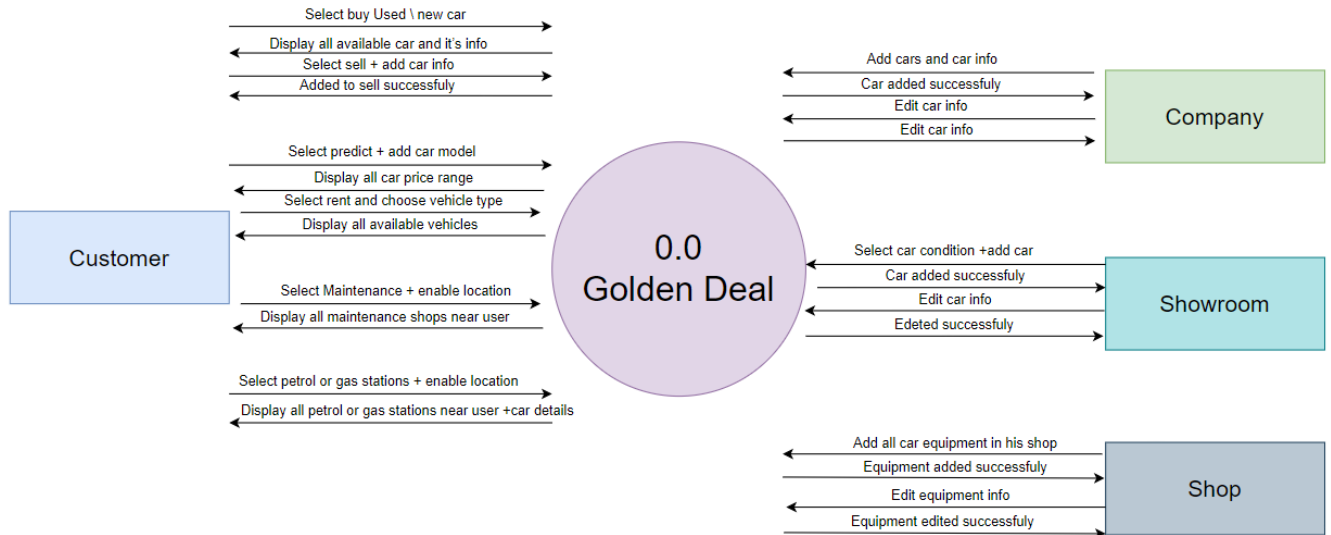 Select buy Used \ new car
Display all available car and it's info
Select sell + add car info
Added to sell successfuly
Select predict + add car model
Display all car price range
Select rent and choose vehicle type
Display all available vehicles
Customer
Select Maintenance + enable location
Display all maintenance shops near user
Select petrol or gas stations + enable location
Display all petrol or gas stations near user +car details
0.0
Golden Deal
Add cars and car info
Car added successfuly
Edit car info
Edit car info
Company
Select car condition +add car
Car added successfuly
Edit car info
Edeted successfuly
Showroom
Add all car equipment in his shop
Equipment added successfuly
Edit equipment info
Equipment edited successfuly
Shop